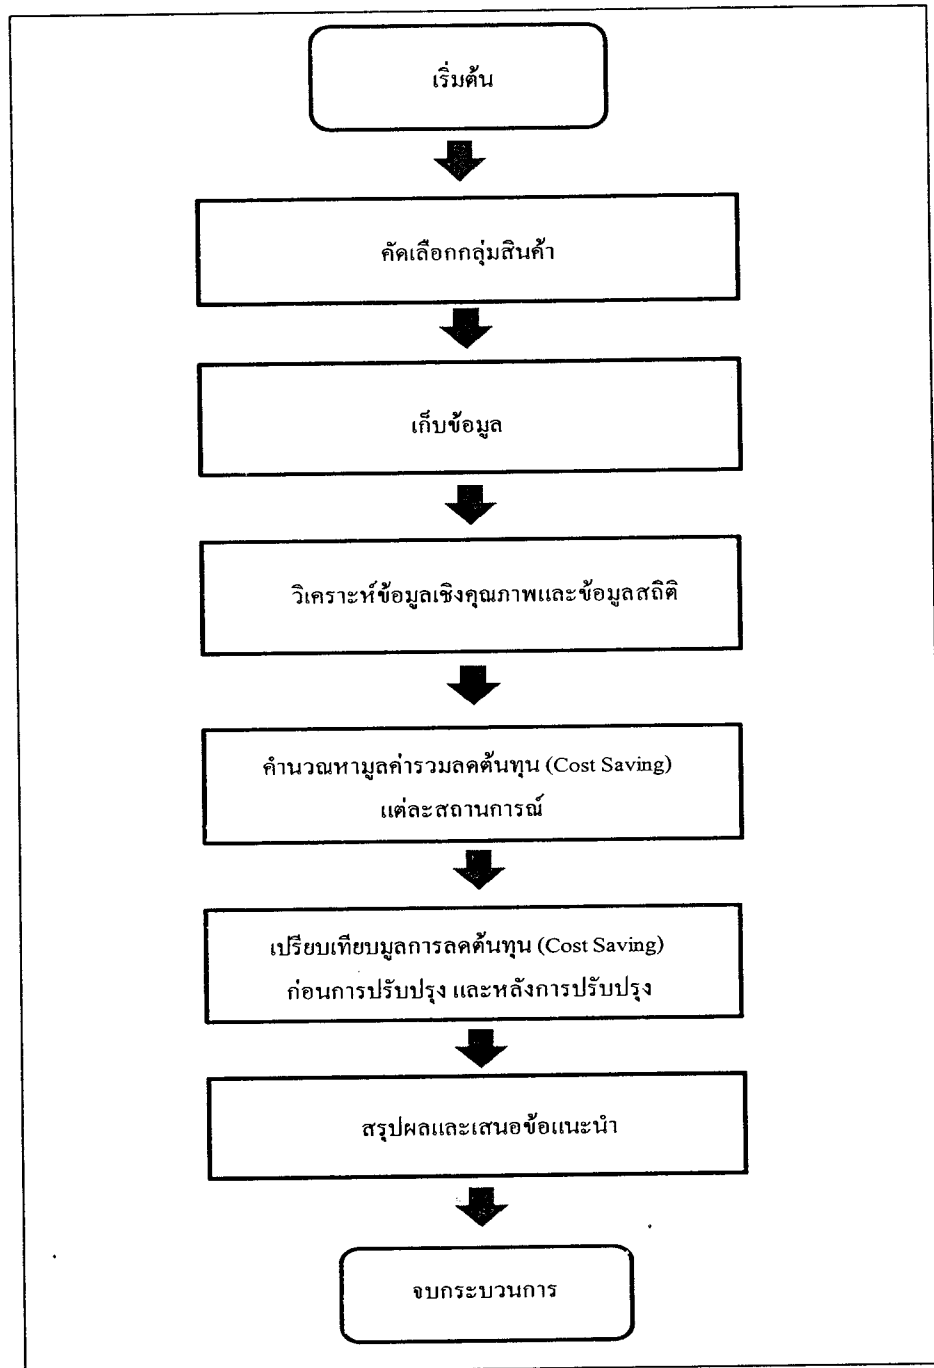 เริ่มต้น
คัดเลือกกลุ่มสินค้า
เก็บข้อมูล
วิเคราะห์ข้อมูลเชิงคุณภาพและข้อมูลสถิติ
คำนวณหามูลค่ารวมลดต้นทุน (Cost Saving)
แต่ละสถานการณ์
เปรียบเทียบมูลการลดต้นทุน (Cost Saving)
ก่อนการปรับปรุง และหลังการปรับปรุง
สรุปผลและเสนอข้อแนะนำ
จบกระบวนการ